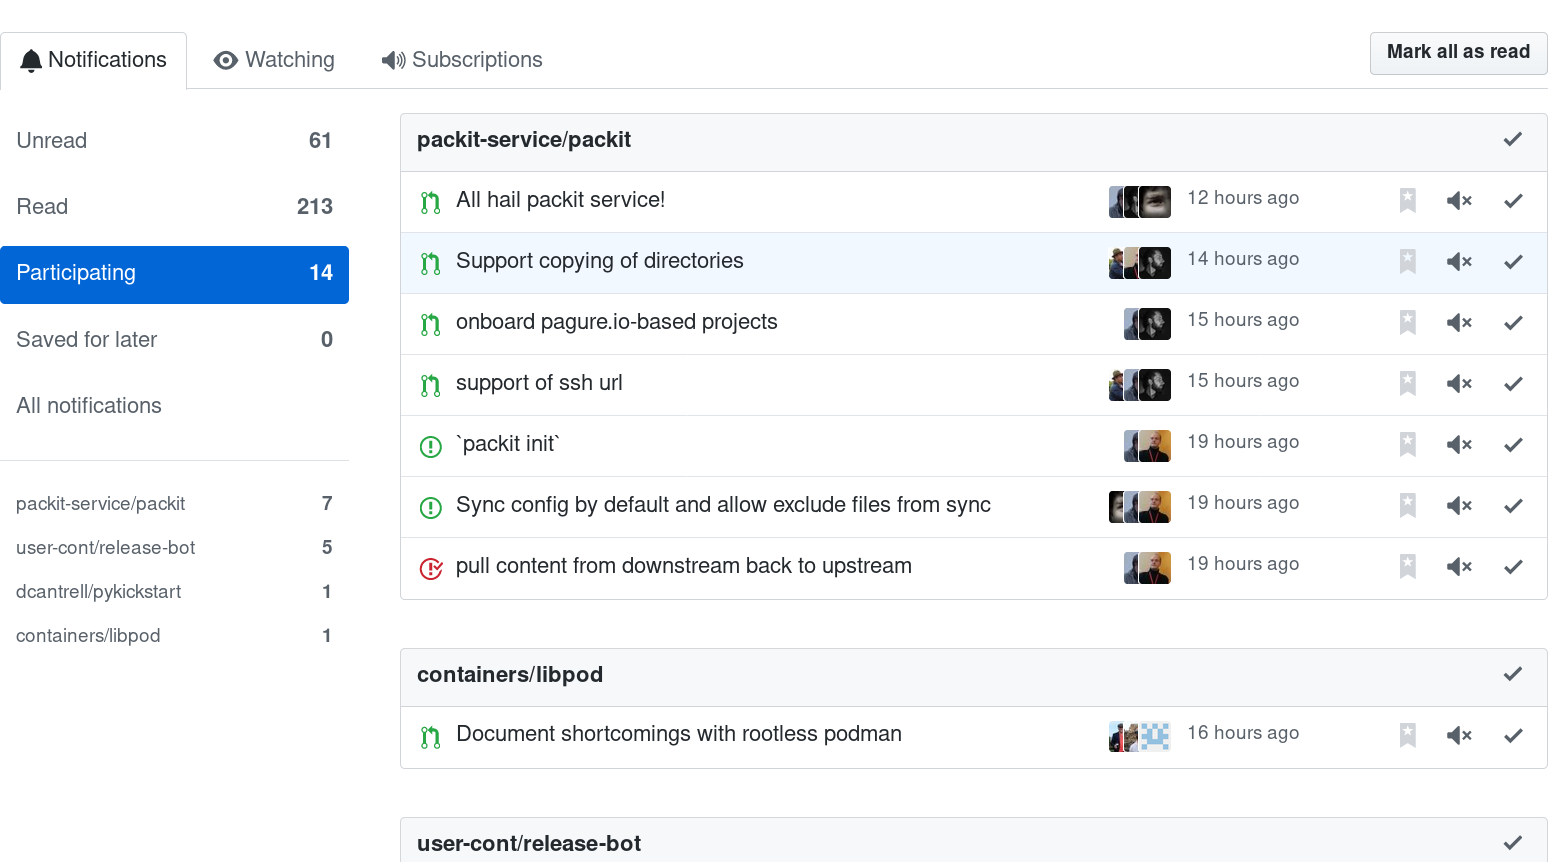 Notifications Watching Subscriptions Mark all as read
Unread 61
Read 213
Participating 14
Saved for later 0
All notifications
packit-service/packit 7
user-cont/release-bot 5
dcantrell/pykickstart 1
containers/libpod 1
packit-service/packit
All hail packit service! 12 hours ago
Support copying of directories 14 hours ago
onboard pagure.io-based projects 15 hours ago
support of ssh url 15 hours ago
`packit init` 19 hours ago
Sync config by default and allow exclude files from sync 19 hours ago
pull content from downstream back to upstream 19 hours ago
containers/libpod
Document shortcomings with rootless podman 16 hours ago
user-cont/release-bot